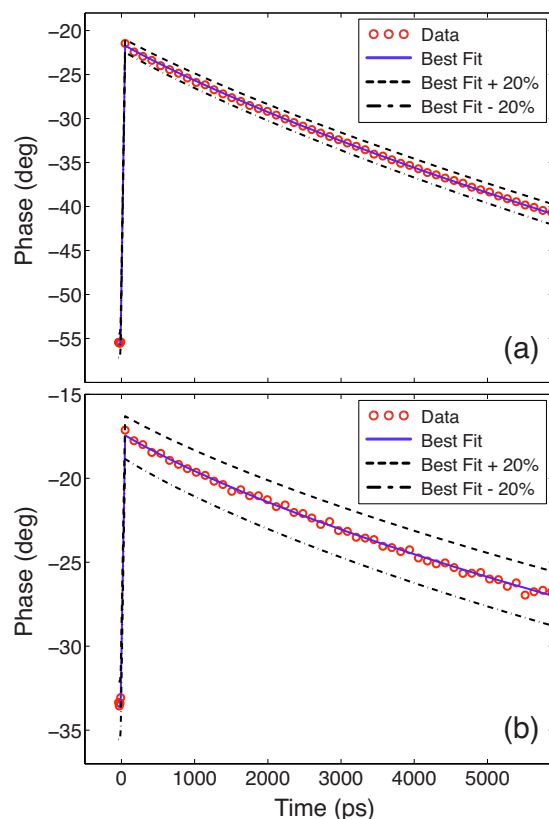 −20
−25
−30
−35
−40
−45
−50
−55
Phase (deg)
Data
Best Fit
Best Fit + 20%
Best Fit - 20%
(a)
−15
−20
−25
−30
−35
Phase (deg)
Data
Best Fit
Best Fit + 20%
Best Fit - 20%
(b)
0 1000 2000 3000 4000 5000
Time (ps)